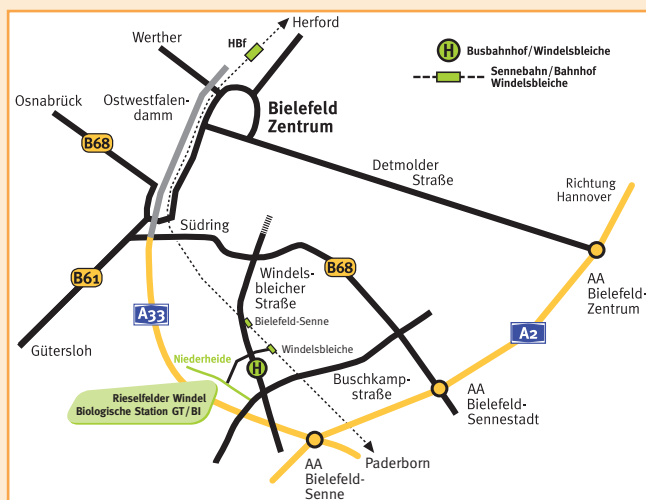 Herford
HBf
Werther
H Busbahnhof/Windelsbleiche
Sennebahn/Bahnhof
Windelsbleiche
Osnabrück
Ostwestfalen-
damm
Bielefeld
Zentrum
B68
Detmolder
Straße
Richtung
Hannover
Südring
B61
Windels-
bleicher
Straße
B68
AA
Bielefeld-
Zentrum
A33
Bielefeld-Senne
A2
Gütersloh
Windelsbleiche
Niederheide
H
Buschkamp-
straße
Rieselfelder Windel
Biologische Station GT/BI
AA
Bielefeld-
Sennestadt
AA
Bielefeld-
Senne
Paderborn